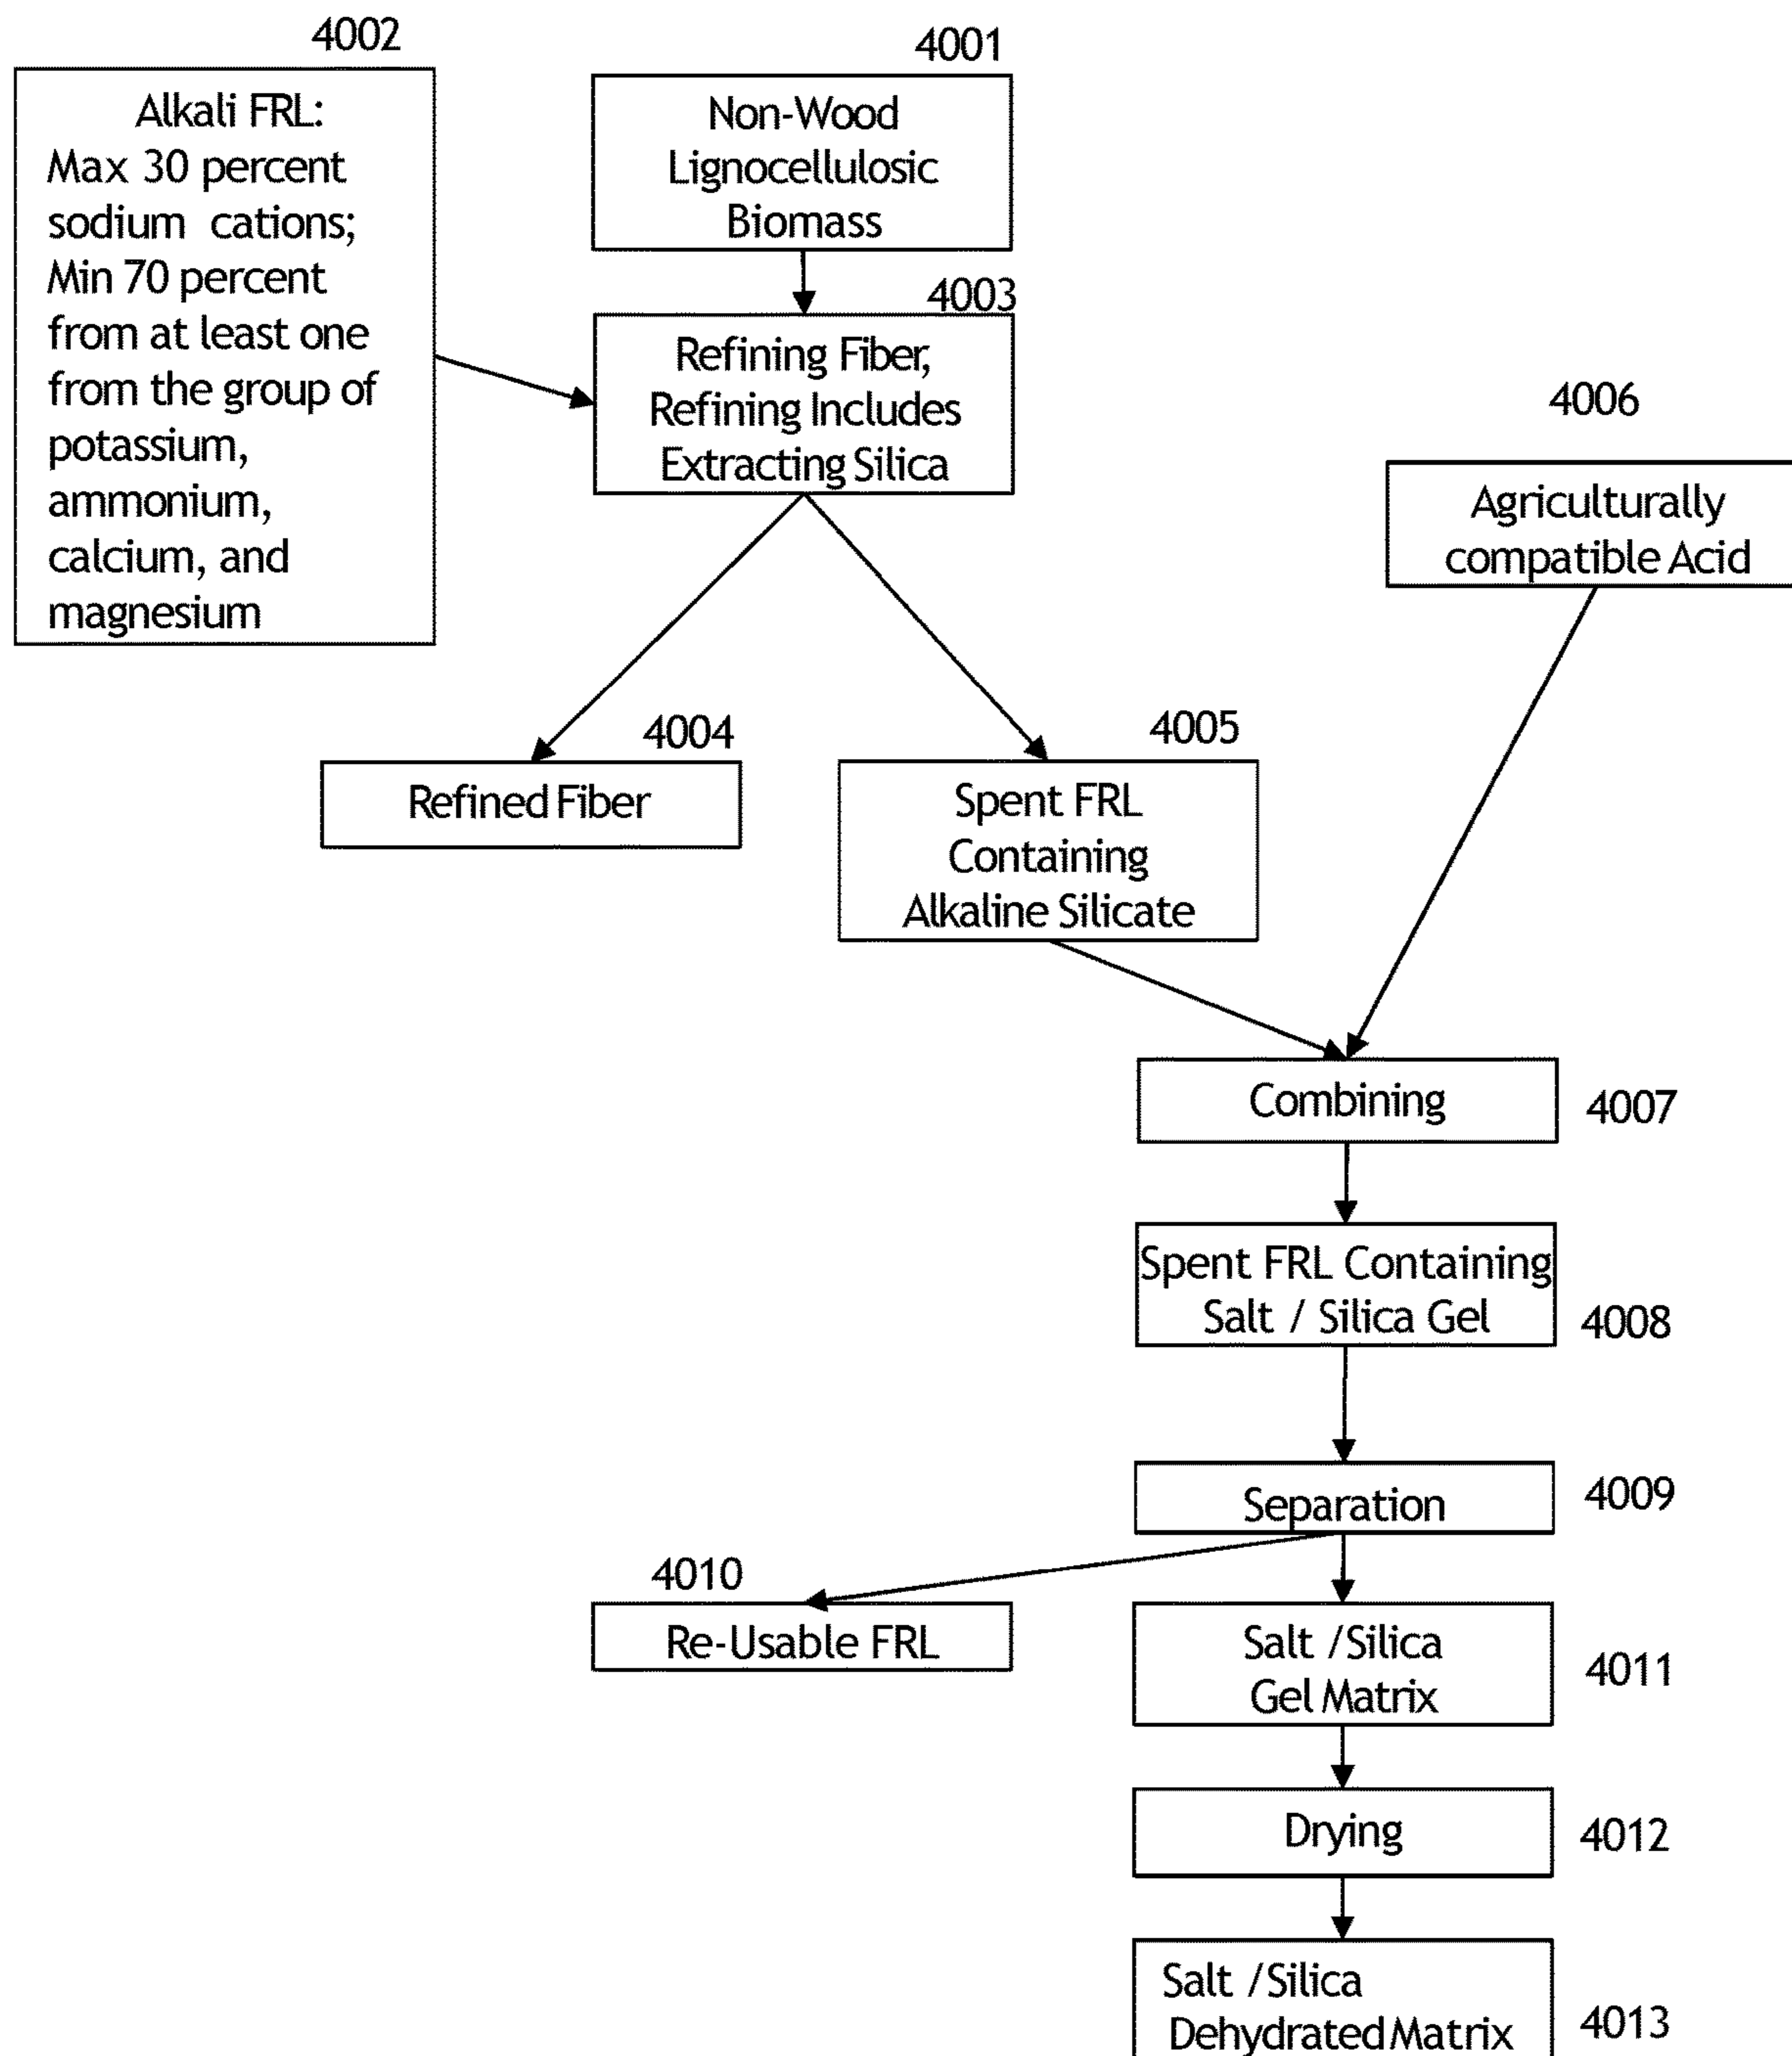 4002
Alkali FRL:
Max 30 percent
sodium cations;
Min 70 percent
from at least one
from the group of
potassium,
ammonium,
calcium, and
magnesium
4001
Non-Wood
Lignocellulosic
Biomass
4003
Refining Fiber,
Refining Includes
Extracting Silica
4006
Agriculturally
compatible Acid
4004
Refined Fiber
4005
Spent FRL
Containing
Alkaline Silicate
Combining
4007
Spent FRL Containing
Salt / Silica Gel
4008
Separation
4009
4010
Re-Usable FRL
Salt /Silica
Gel Matrix
4011
Drying
4012
Salt /Silica
Dehydrated Matrix
4013